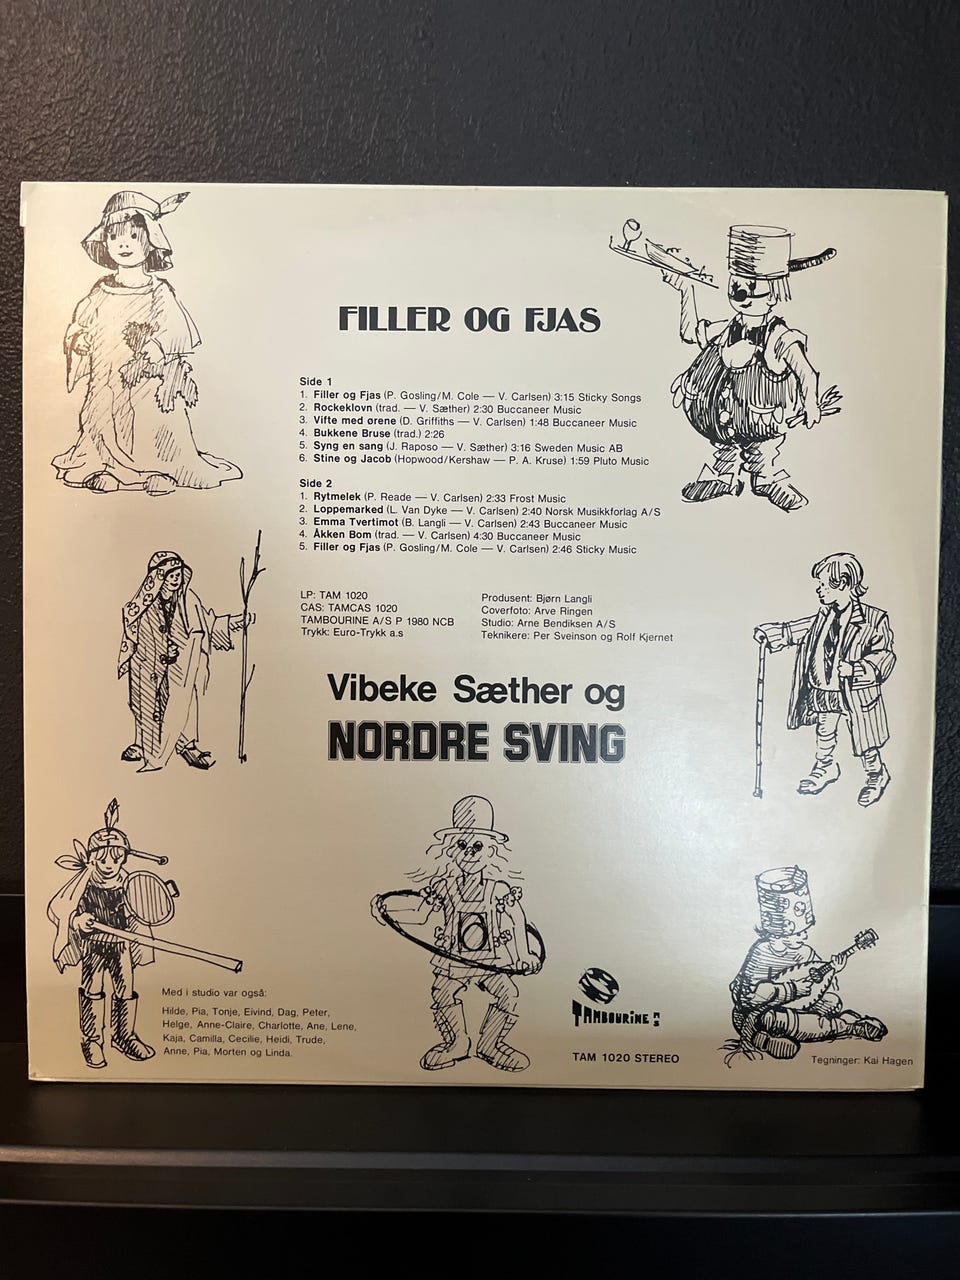 FILLER OG FJAS
Side 1
1. Filler og Fjas (P. Gosling/M. Cole — V. Carlsen) 3:15 Sticky Songs
2. Rockeklovn (trad. — V. Sæther) 2:30 Buccaneer Music
3. Vifte med ørene (D. Griffiths — V. Carlsen) 1:48 Buccaneer Music
4. Bukkene Bruse (trad.) 2:26
5. Syng en sang (J. Raposo — V. Sæther) 3:16 Sweden Music AB
6. Stine og Jacob (Hopwood/Kershaw — P. A. Kruse) 1:59 Pluto Music
Side 2
1. Rytmelek (P. Reade — V. Carlsen) 2:33 Frost Music
2. Loppemarked (L. Van Dyke — V. Carlsen) 2:40 Norsk Musikkforlag A/S
3. Emma Tvertimot (B. Langli — V. Carlsen) 2:43 Buccaneer Music
4. Åkken Bom (trad. — V. Carlsen) 4:30 Buccaneer Music
5. Filler og Fjas (P. Gosling/M. Cole — V. Carlsen) 2:46 Sticky Music
LP: TAM 1020
CAS: TAMCAS 1020
TAMBOURINE A/S P 1980 NCB
Trykk: Euro-Trykk a.s
Produsent: Bjørn Langli
Coverfoto: Arve Ringen
Studio: Arne Bendiksen A/S
Teknikere: Per Sveinson og Rolf Kjernet
Vibeke Sæther og
NORDRE SVING
Med i studio var også:
Hilde, Pia, Tonje, Eivind, Dag, Peter,
Helge, Anne-Claire, Charlotte, Ane, Lene,
Kaja, Camilla, Cecilie, Heidi, Trude,
Anne, Pia, Morten og Linda.
TAMBOURINE A/S
TAM 1020 STEREO
Tegninger: Kai Hagen